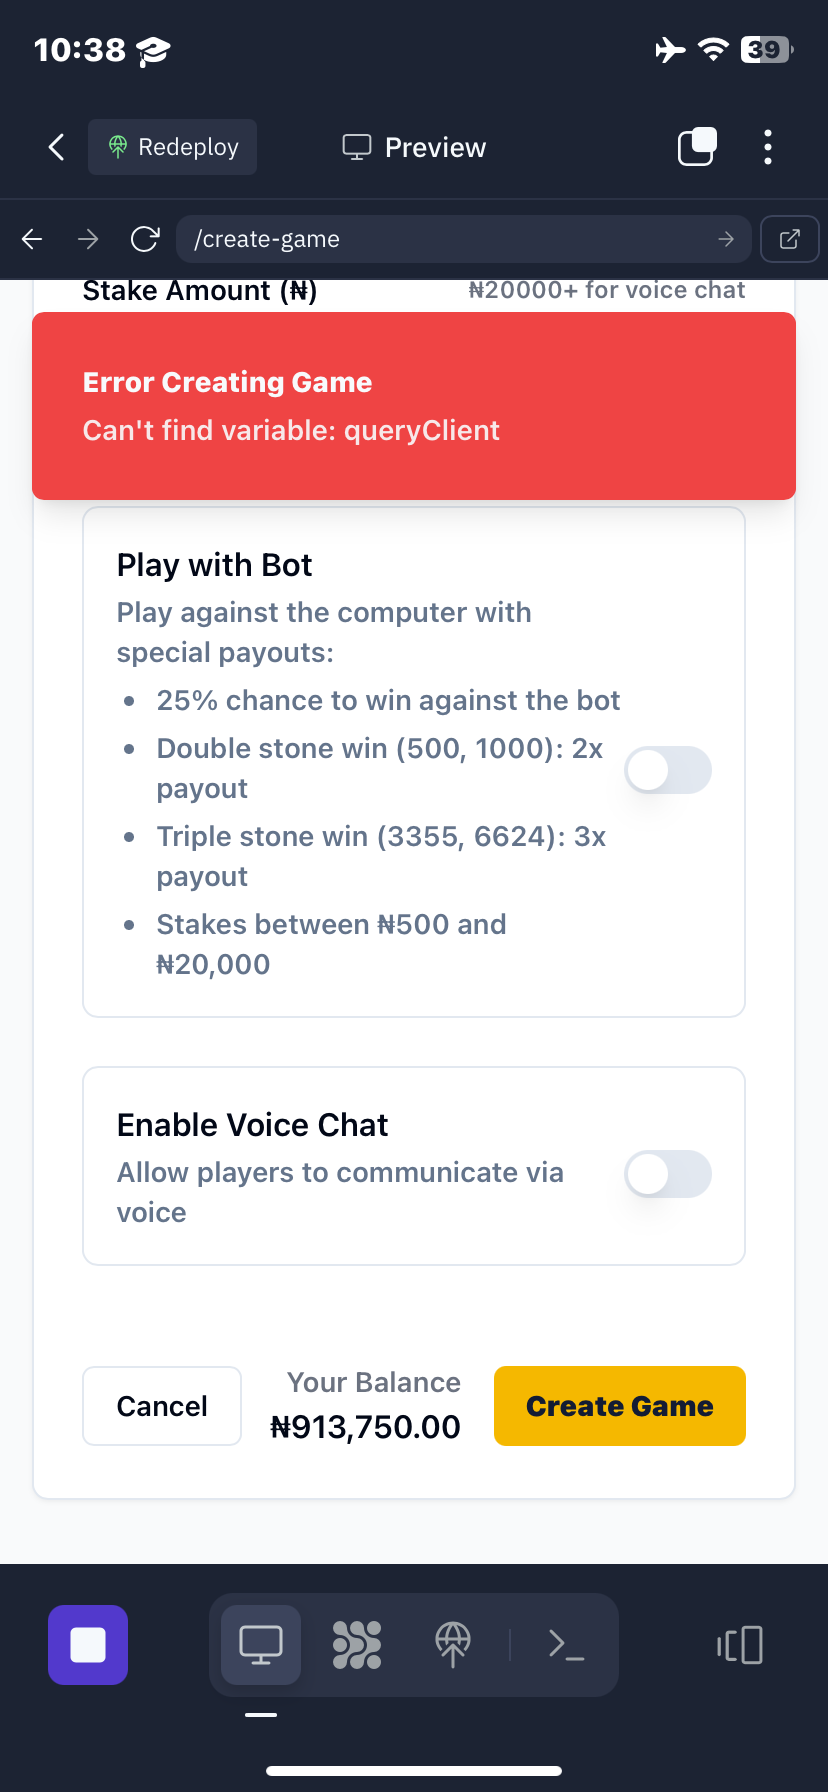 10:38
39
Redeploy
Preview
/create-game
Stake Amount (₦)
₦20000+ for voice chat
Error Creating Game
Can't find variable: queryClient
Play with Bot
Play against the computer with
special payouts:
• 25% chance to win against the bot
• Double stone win (500, 1000): 2x
payout
• Triple stone win (3355, 6624): 3x
payout
• Stakes between ₦500 and
₦20,000
Enable Voice Chat
Allow players to communicate via
voice
Cancel
Your Balance
₦913,750.00
Create Game